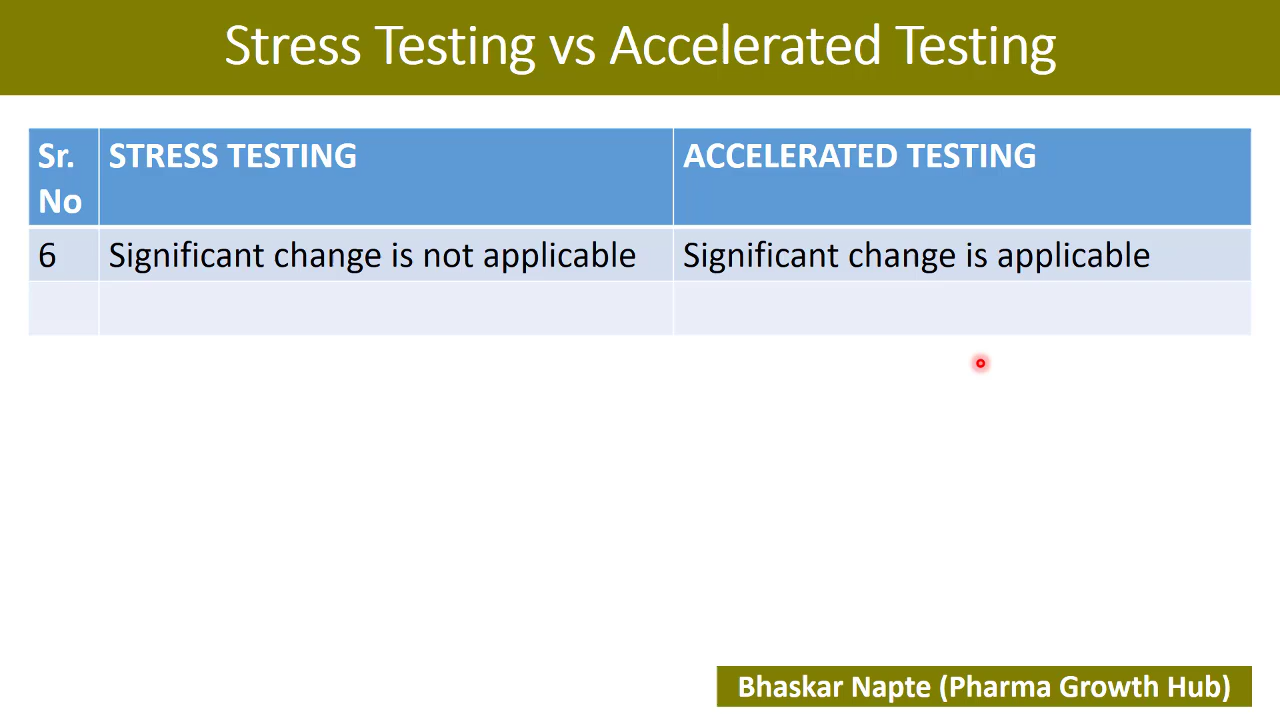 Stress Testing vs Accelerated Testing
Sr. No
STRESS TESTING
ACCELERATED TESTING
6
Significant change is not applicable
Significant change is applicable
Bhaskar Napte (Pharma Growth Hub)